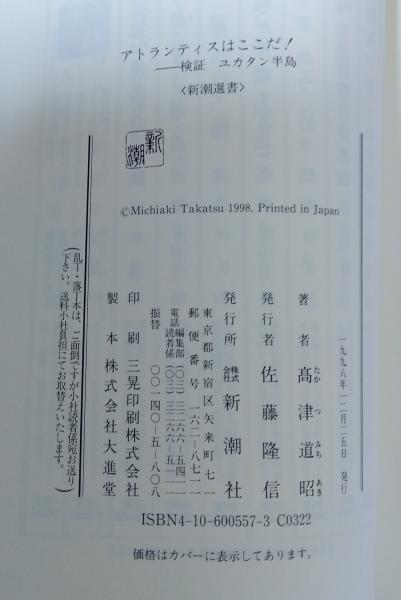 アトランティスはここだ！
――検証　ユカタン半島
〈新潮選書〉
新潮
©Michiaki Takatsu 1998, Printed in Japan
一九九八年一二月二五日　発行
著者　髙津道昭
たかつみちあき
発行者　佐藤隆信
発行所　株式会社　新潮社
東京都新宿区矢来町七一
郵便番号　一六二－八七一一
電話　編集部（〇三）三二六六－五四一一
読者係（〇三）三二六六－五一一一
振替　〇〇一四〇－五－八〇八
印刷　三晃印刷株式会社
製本　株式会社大進堂
（乱丁・落丁本は、ご面倒ですが小社読者係宛お送り
下さい。送料小社負担にてお取替えいたします。）
ISBN4-10-600557-3 C0322
価格はカバーに表示してあります。